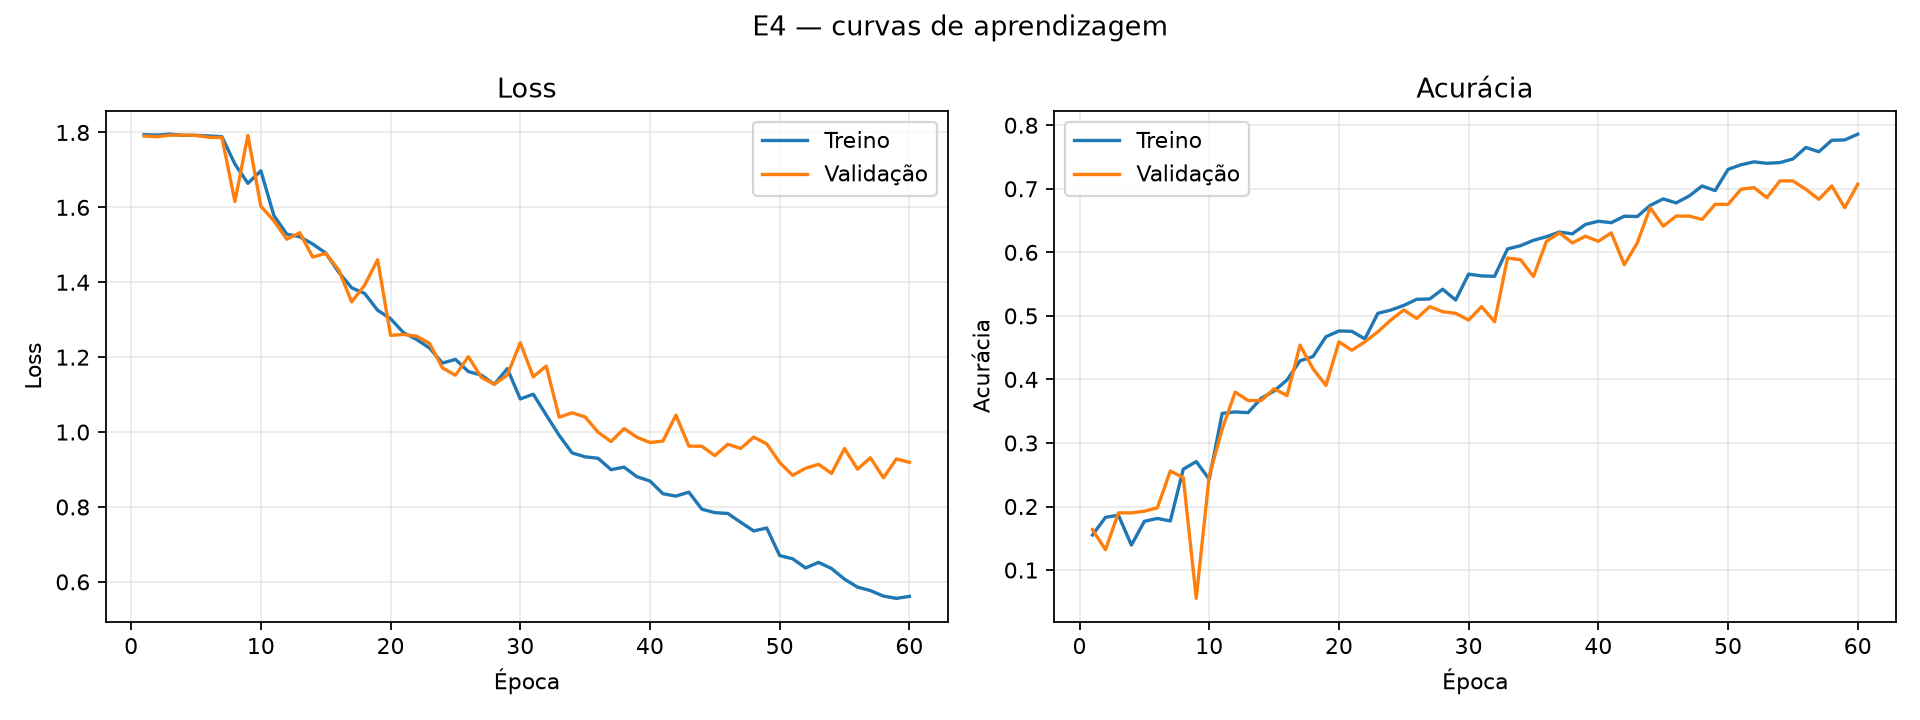 E4 — curvas de aprendizagem
Loss
Loss
1.8
1.6
1.4
1.2
1.0
0.8
0.6
0
10
20
30
40
50
60
Época
Treino
Validação
Acurácia
Acurácia
0.8
0.7
0.6
0.5
0.4
0.3
0.2
0.1
0
10
20
30
40
50
60
Época
Treino
Validação